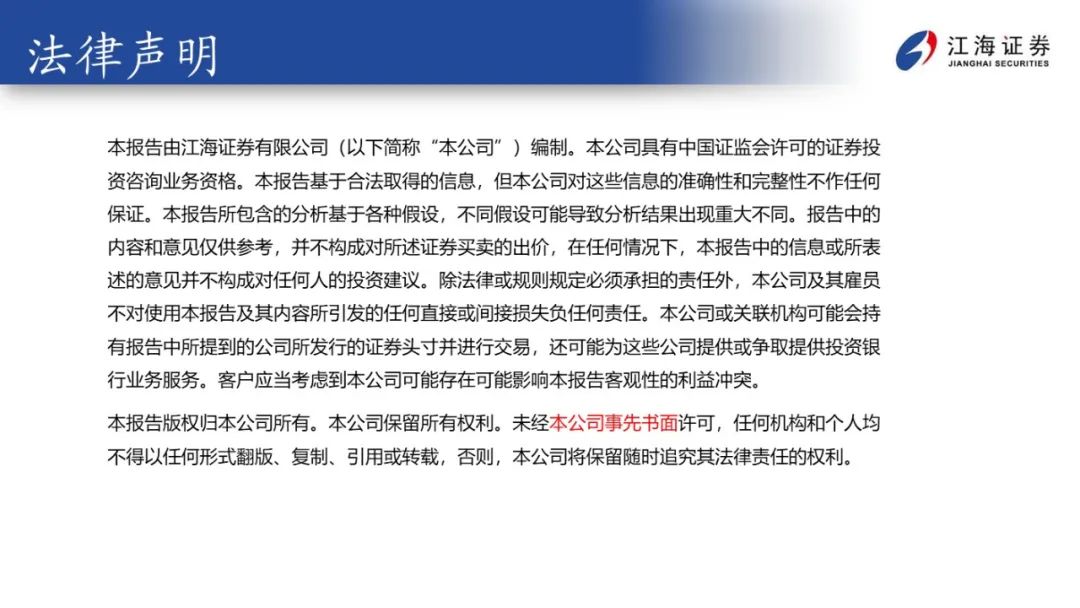 法律声明
江海证券
JIANGHAI SECURITIES
本报告由江海证券有限公司（以下简称“本公司”）编制。本公司具有中国证监会许可的证券投
资咨询业务资格。本报告基于合法取得的信息，但本公司对这些信息的准确性和完整性不作任何
保证。本报告所包含的分析基于各种假设，不同假设可能导致分析结果出现重大不同。报告中的
内容和意见仅供参考，并不构成对所述证券买卖的出价，在任何情况下，本报告中的信息或所表
述的意见并不构成对任何人的投资建议。除法律或规则规定必须承担的责任外，本公司及其雇员
不对使用本报告及其内容所引发的任何直接或间接损失负任何责任。本公司或关联机构可能会持
有报告中所提到的公司所发行的证券头寸并进行交易，还可能为这些公司提供或争取提供投资银
行业务服务。客户应当考虑到本公司可能存在可能影响本报告客观性的利益冲突。
本报告版权归本公司所有。本公司保留所有权利。未经本公司事先书面许可，任何机构和个人均
不得以任何形式翻版、复制、引用或转载，否则，本公司将保留随时追究其法律责任的权利。